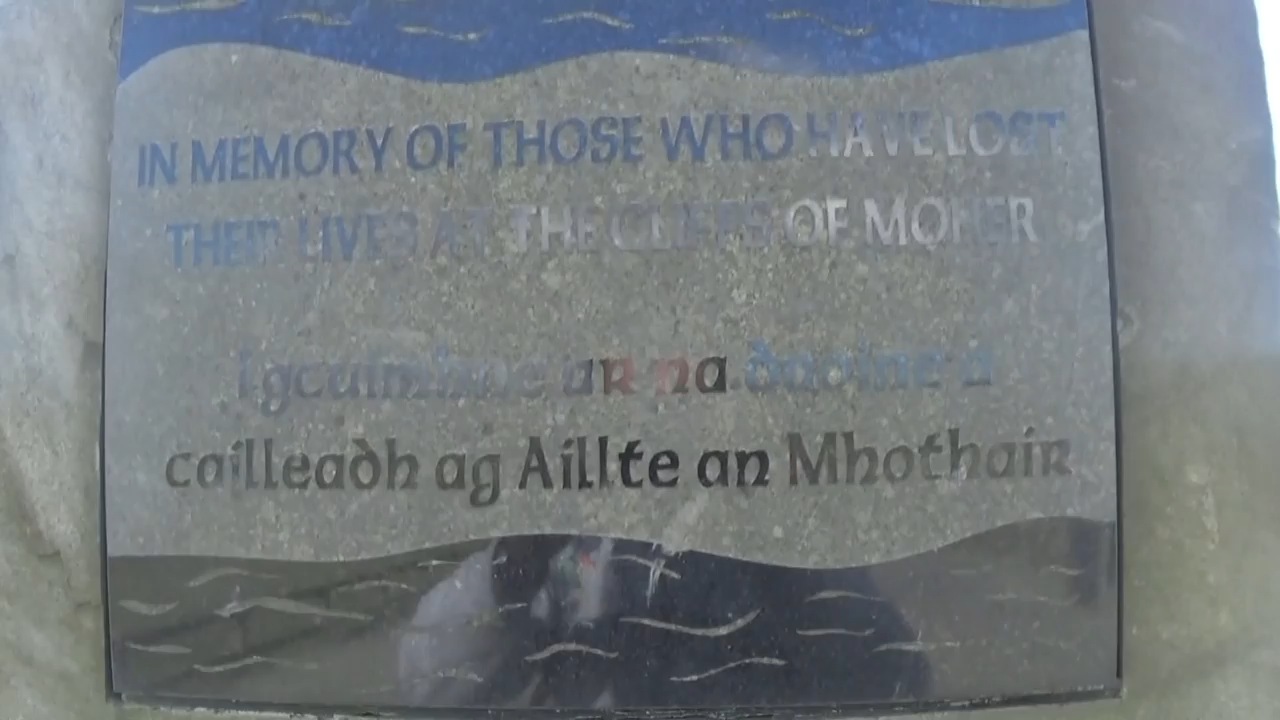 IN MEMORY OF THOSE WHO HAVE LOST
THEIR LIVES AT THE CLIFFS OF MOHER
i gcuimhne ar na daoine a
cailleadh ag Aillte an Mhothair